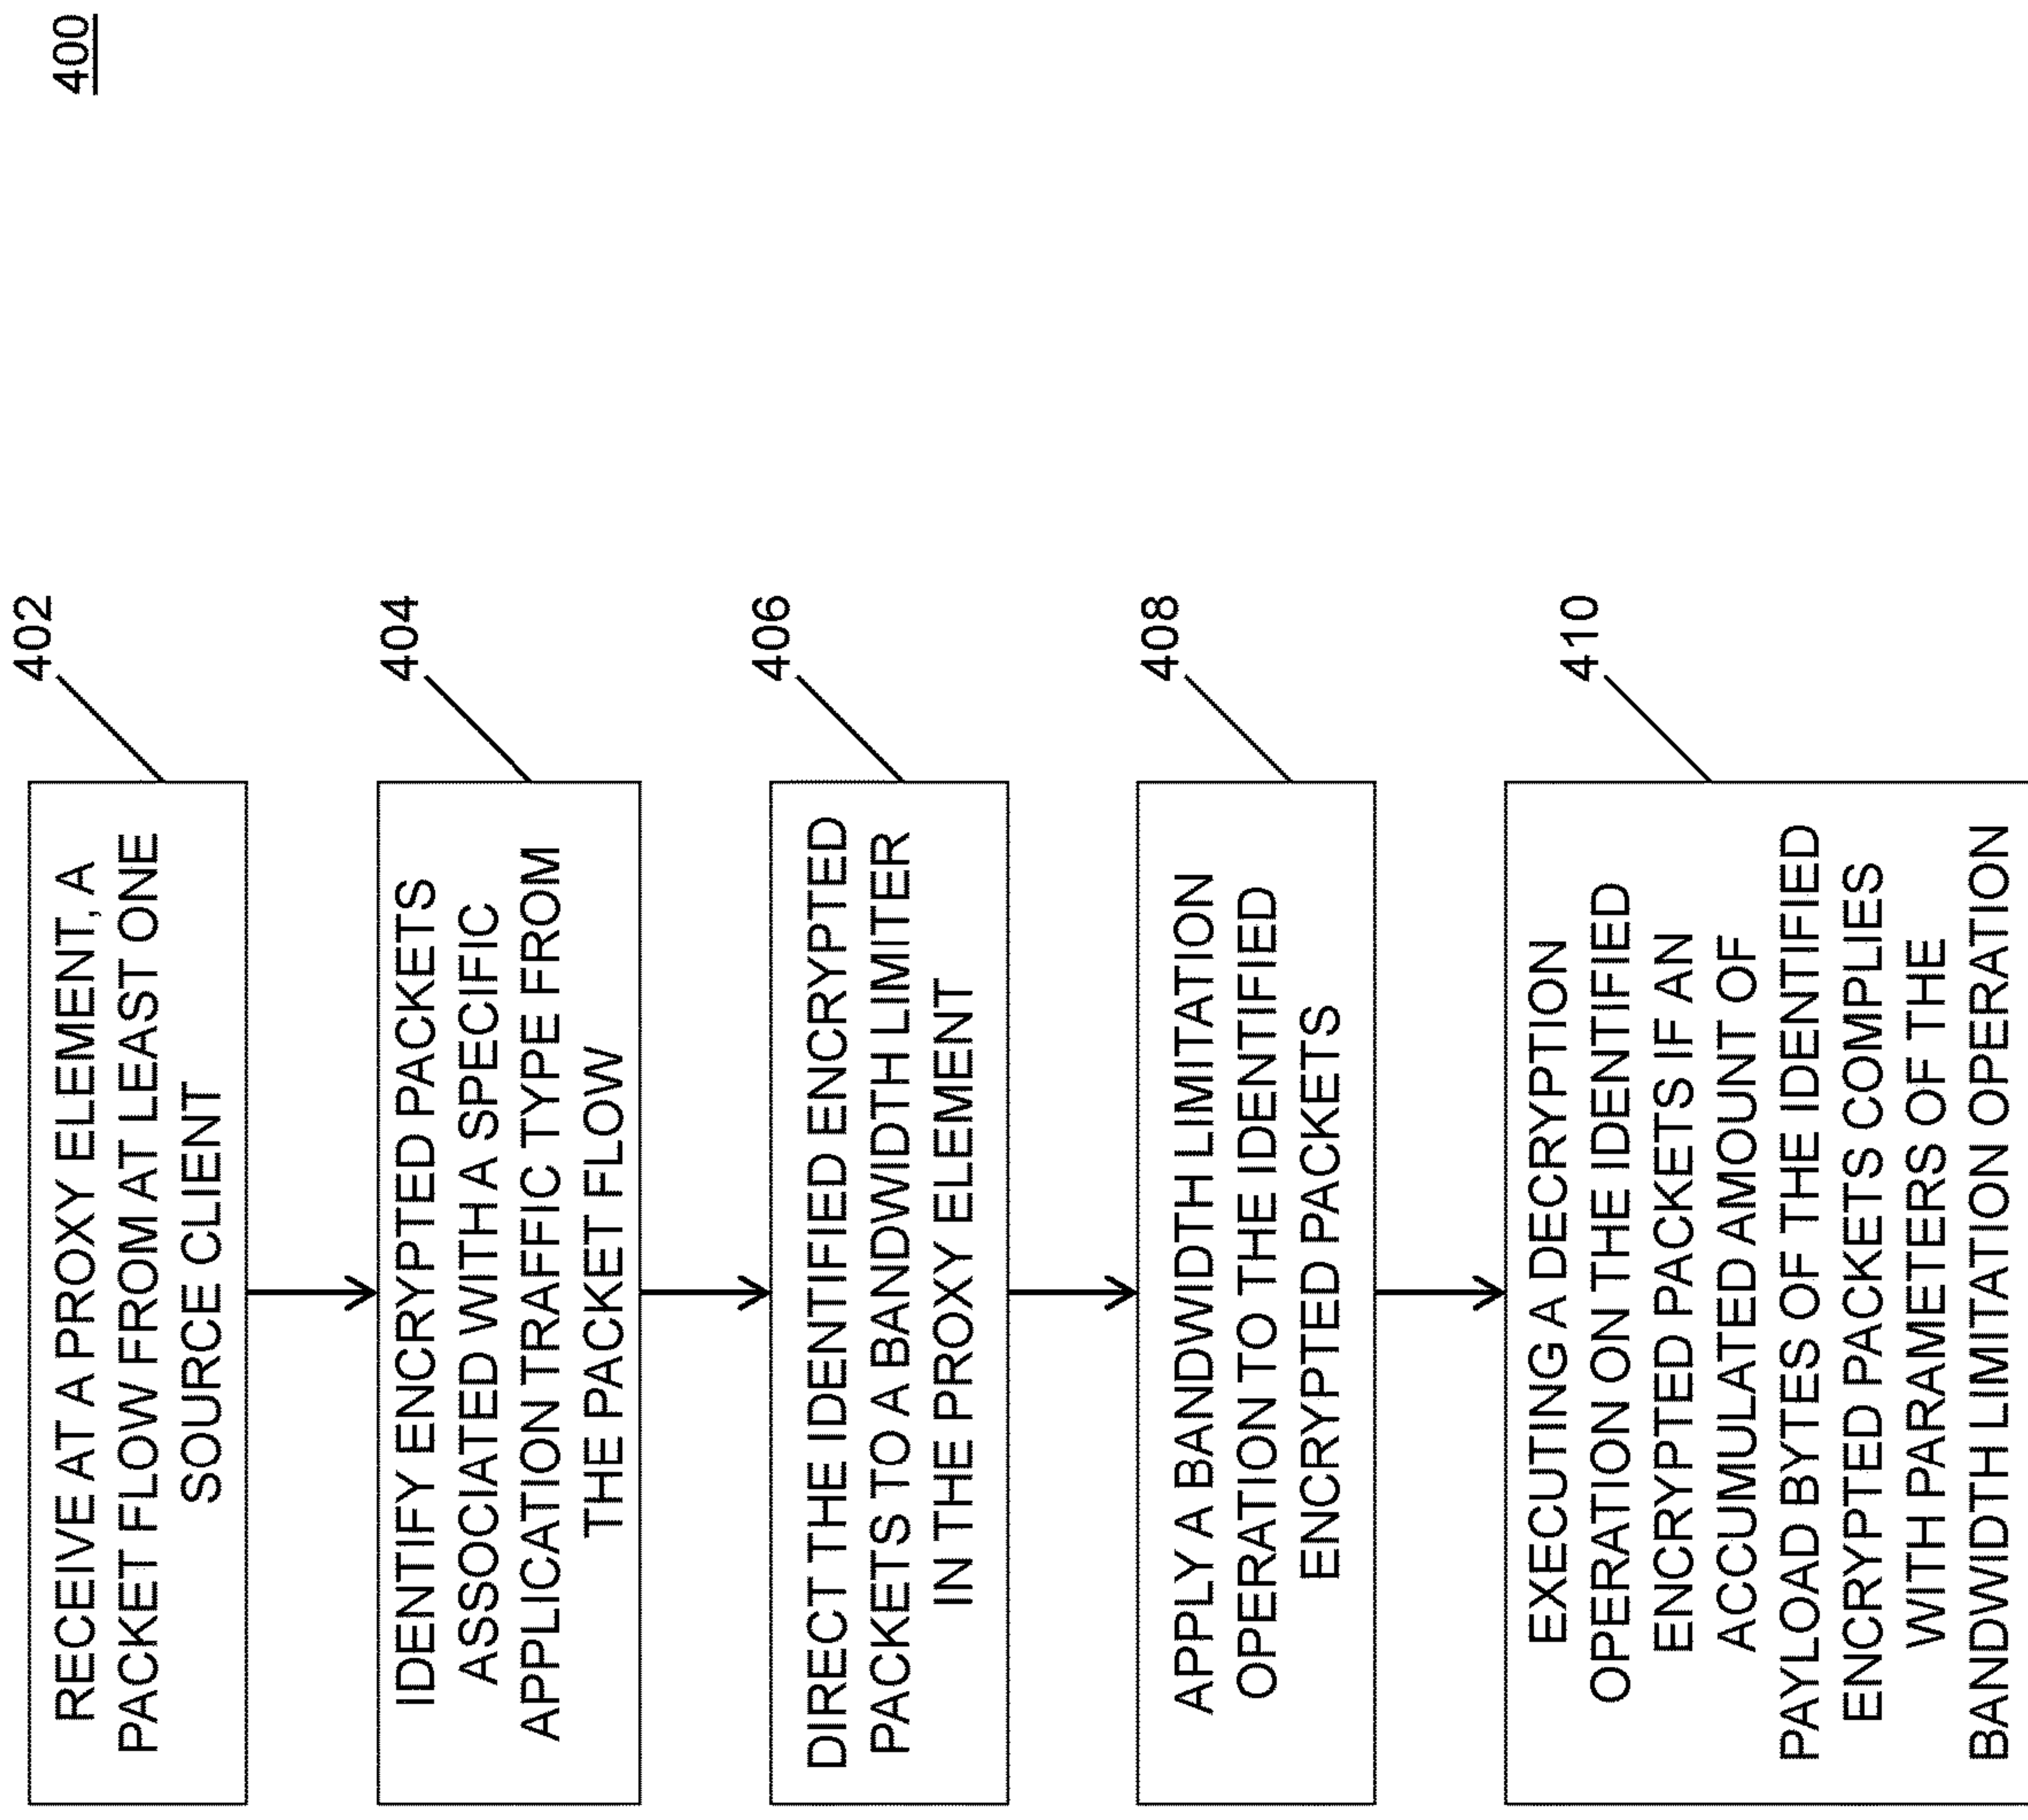 400
402
RECEIVE AT A PROXY ELEMENT, A
PACKET FLOW FROM AT LEAST ONE
SOURCE CLIENT
404
IDENTIFY ENCRYPTED PACKETS
ASSOCIATED WITH A SPECIFIC
APPLICATION TRAFFIC TYPE FROM
THE PACKET FLOW
406
DIRECT THE IDENTIFIED ENCRYPTED
PACKETS TO A BANDWIDTH LIMITER
IN THE PROXY ELEMENT
408
APPLY A BANDWIDTH LIMITATION
OPERATION TO THE IDENTIFIED
ENCRYPTED PACKETS
410
EXECUTING A DECRYPTION
OPERATION ON THE IDENTIFIED
ENCRYPTED PACKETS IF AN
ACCUMULATED AMOUNT OF
PAYLOAD BYTES OF THE IDENTIFIED
ENCRYPTED PACKETS COMPLIES
WITH PARAMETERS OF THE
BANDWIDTH LIMITATION OPERATION